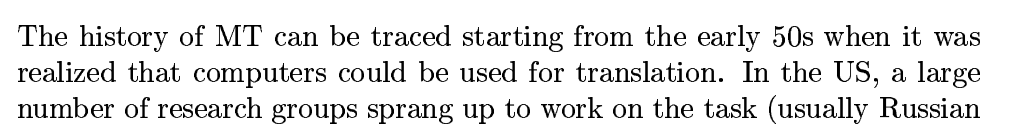 The history of MT can be traced starting from the early 50s when it was
realized that computers could be used for translation. In the US, a large
number of research groups sprang up to work on the task (usually Russian